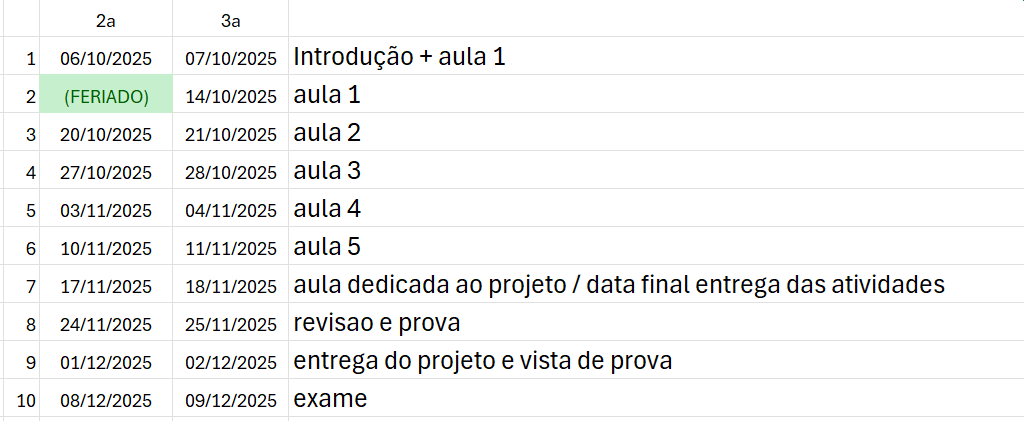 2a 3a
1 06/10/2025 07/10/2025 Introdução + aula 1
2 (FERIADO) 14/10/2025 aula 1
3 20/10/2025 21/10/2025 aula 2
4 27/10/2025 28/10/2025 aula 3
5 03/11/2025 04/11/2025 aula 4
6 10/11/2025 11/11/2025 aula 5
7 17/11/2025 18/11/2025 aula dedicada ao projeto / data final entrega das atividades
8 24/11/2025 25/11/2025 revisao e prova
9 01/12/2025 02/12/2025 entrega do projeto e vista de prova
10 08/12/2025 09/12/2025 exame